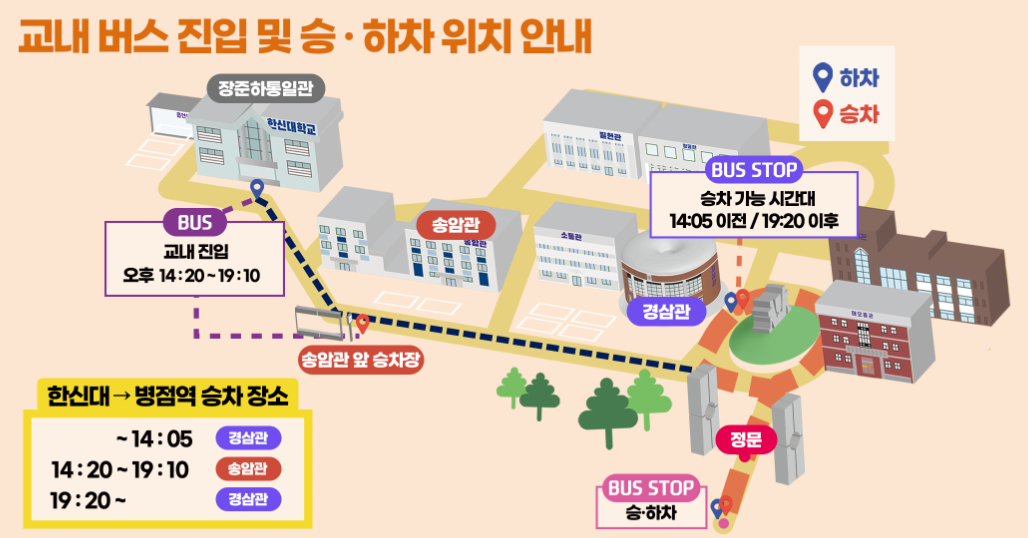 교내 버스 진입 및 승 · 하차 위치 안내
하차
승차
장준하통일관
한신대학교
필헌관
BUS STOP
승차 가능 시간대
14:05 이전 / 19:20 이후
BUS
교내 진입
오후 14 : 20 ~ 19 : 10
송암관
소통관
경삼관
해오름관
송암관 앞 승차장
한신대 → 병점역 승차 장소
~ 14 : 05 경삼관
14 : 20 ~ 19 : 10 송암관
19 : 20 ~ 경삼관
정문
BUS STOP
승·하차